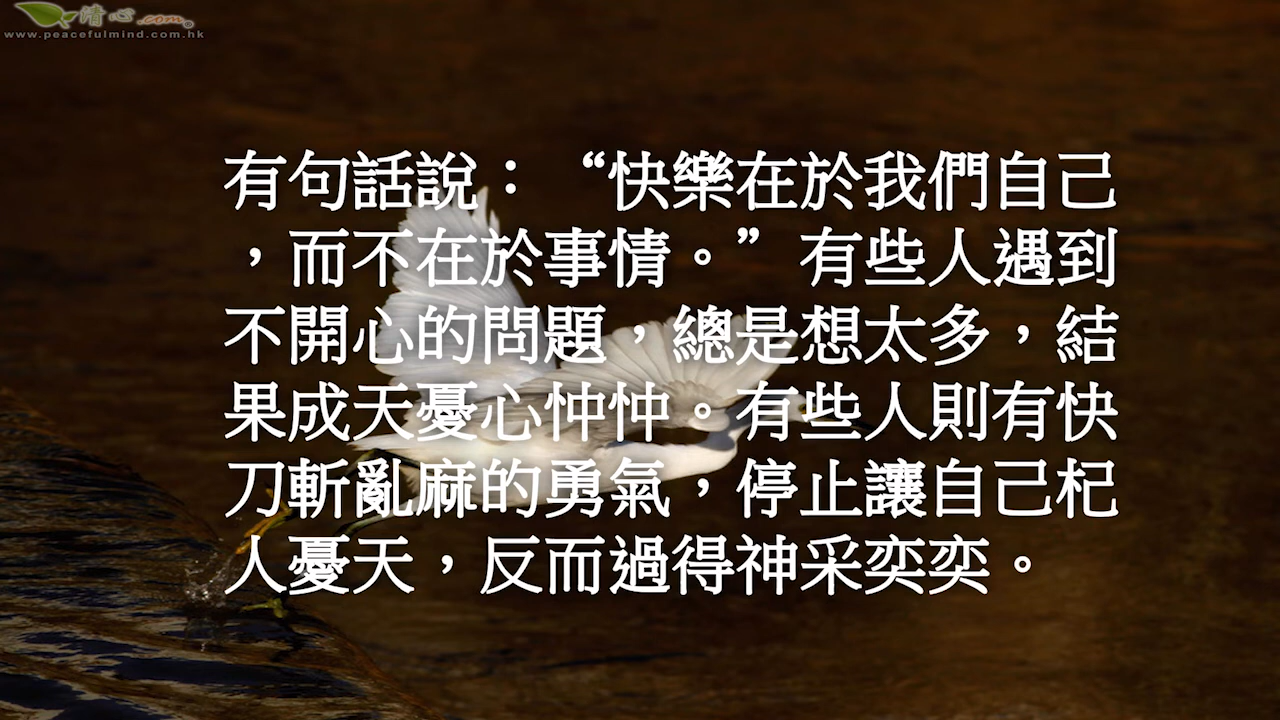 清心.com
www.peacefulmind.com.hk
有句話說：“快樂在於我們自己
，而不在於事情。”有些人遇到
不開心的問題，總是想太多，結
果成天憂心忡忡。有些人則有快
刀斬亂麻的勇氣，停止讓自己杞
人憂天，反而過得神采奕奕。